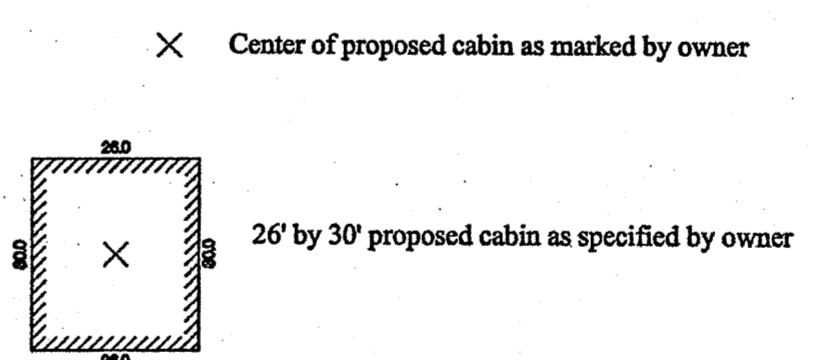 Center of proposed cabin as marked by owner
26.0
30.0
30.0
26' by 30' proposed cabin as specified by owner
26.0